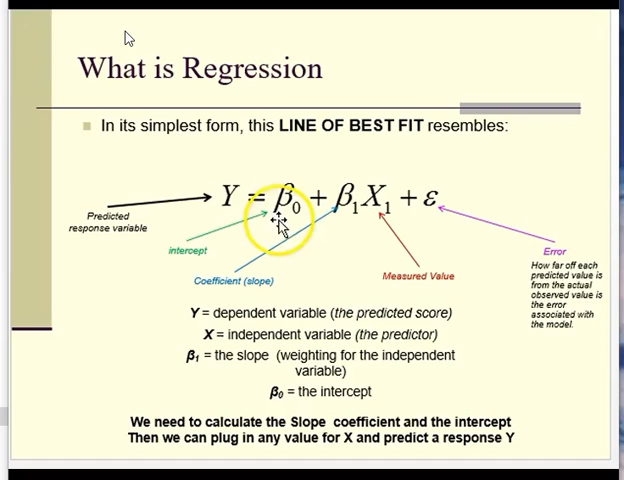 What is Regression
In its simplest form, this LINE OF BEST FIT resembles:
Y = β0 + β1X1 + ε
Predicted
response variable
intercept
Coefficient (slope)
Measured Value
Error
How far off each
predicted value is
from the actual
observed value is
the error
associated with
the model.
Y = dependent variable (the predicted score)
X = independent variable (the predictor)
β1 = the slope (weighting for the independent
variable)
β0 = the intercept
We need to calculate the Slope coefficient and the intercept
Then we can plug in any value for X and predict a response Y